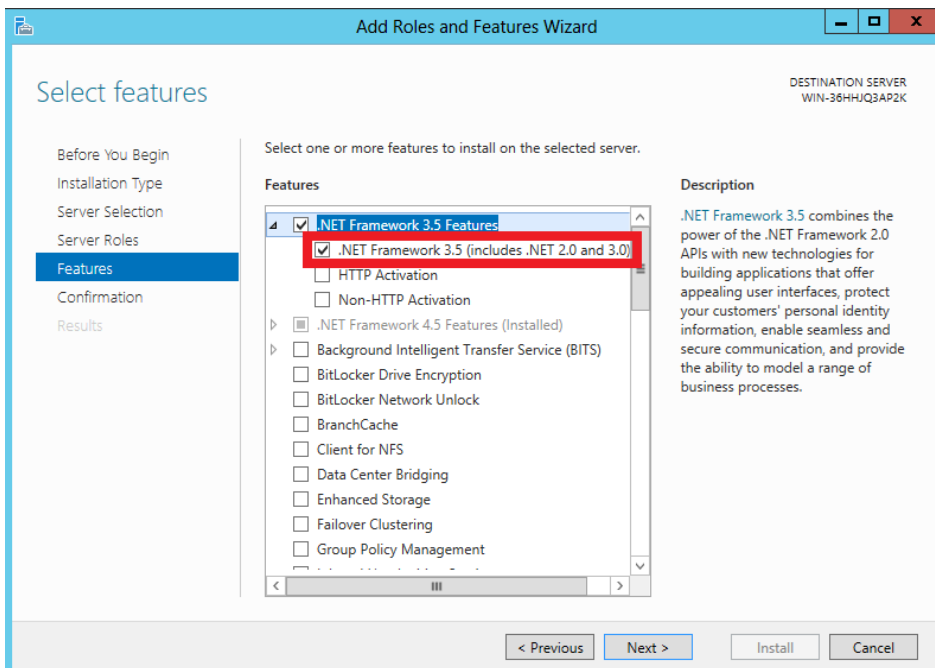 Add Roles and Features Wizard
Select features
DESTINATION SERVER
WIN-36HHJQ3AP2K
Before You Begin
Installation Type
Server Selection
Server Roles
Features
Confirmation
Results
Select one or more features to install on the selected server.
Features
.NET Framework 3.5 Features
.NET Framework 3.5 (includes .NET 2.0 and 3.0)
HTTP Activation
Non-HTTP Activation
.NET Framework 4.5 Features (Installed)
Background Intelligent Transfer Service (BITS)
BitLocker Drive Encryption
BitLocker Network Unlock
BranchCache
Client for NFS
Data Center Bridging
Enhanced Storage
Failover Clustering
Group Policy Management
Description
.NET Framework 3.5 combines the
power of the .NET Framework 2.0
APIs with new technologies for
building applications that offer
appealing user interfaces, protect
your customers' personal identity
information, enable seamless and
secure communication, and provide
the ability to model a range of
business processes.
< Previous
Next >
Install
Cancel